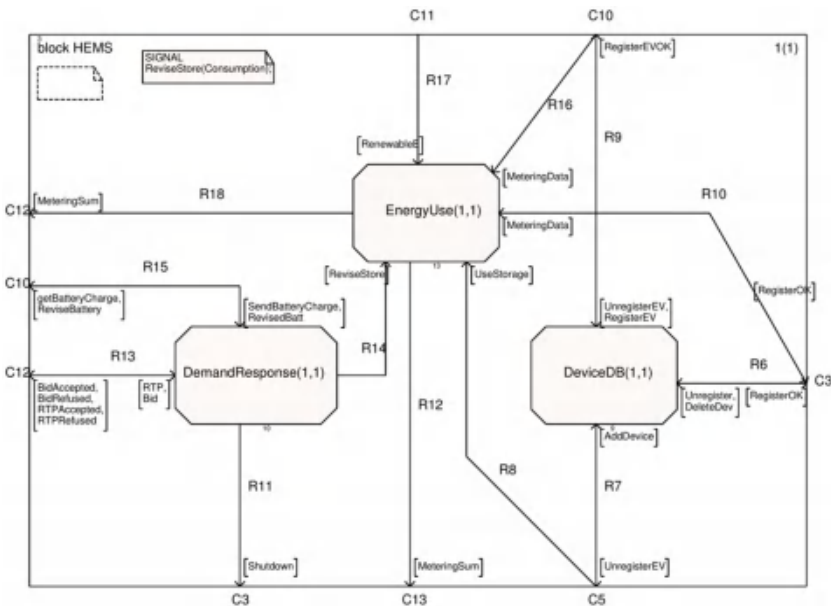 C11
C10
block HEMS
SIGNAL
ReviseStore(Consumption);
[RegisterEVOK]
1(1)
R17
R16
R9
[RenewableE]
[MeteringData]
R10
[MeteringSum]
R18
C12
EnergyUse(1,1)
[MeteringData]
13
R15
[ReviseStore]
[UseStorage]
C10
[RegisterOK]
[getBatteryCharge,
ReviseBattery]
[SendBatteryCharge,
RevisedBatt]
[UnregisterEV,
RegisterEV]
R13
R14
R6
C12
DemandResponse(1,1)
DeviceDB(1,1)
C3
[BidAccepted,
BidRefused,
RTPAccepted,
RTPRefused]
[RTP,
Bid]
R12
[Unregister,
DeleteDev]
[RegisterOK]
10
[AddDevice]
R11
R8
R7
[Shutdown]
[MeteringSum]
[UnregisterEV]
C3
C13
C5